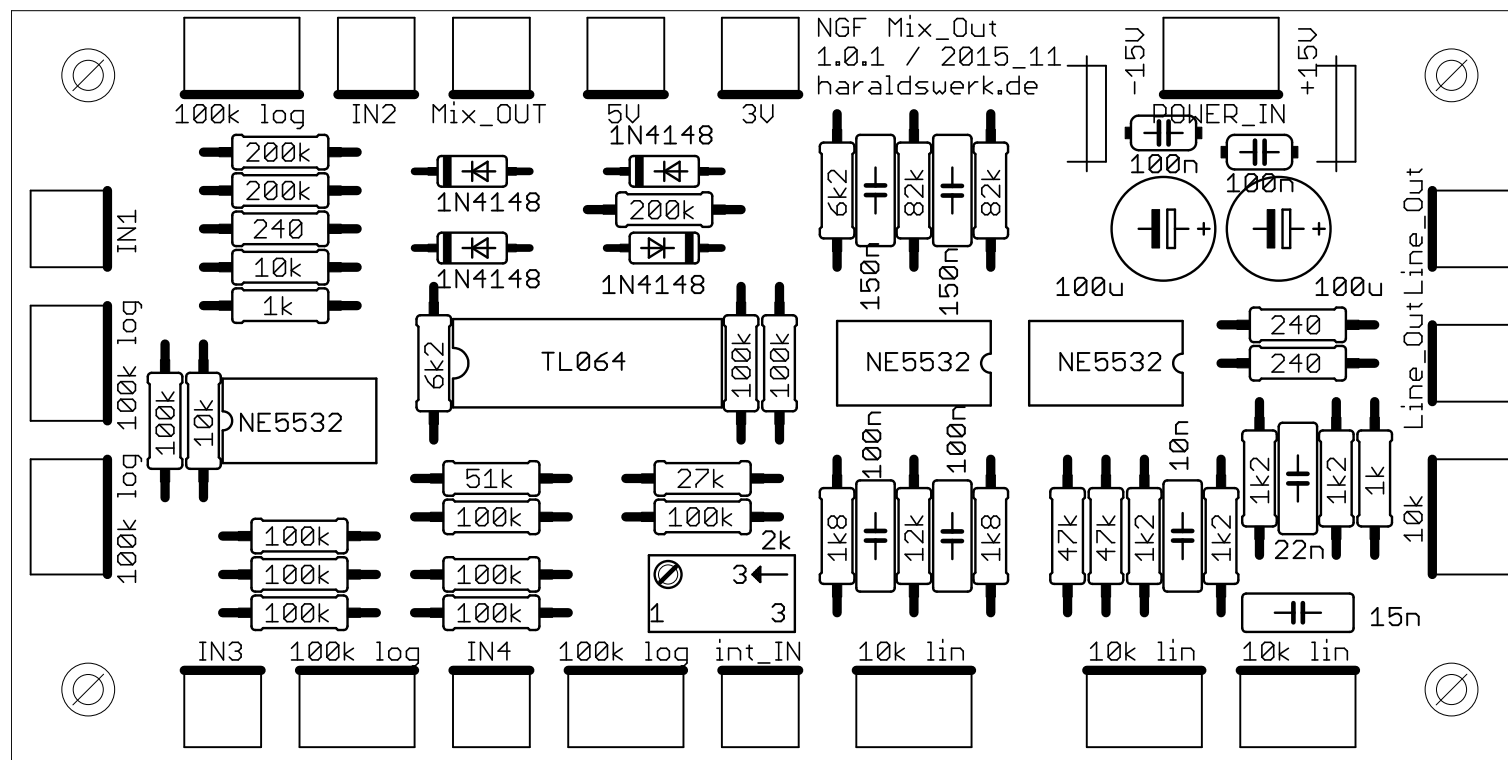 NGF Mix_Out
1.0.1 / 2015_11
haraldswerk.de
-15V
+15V
100k log
IN2
Mix_OUT
5V
3V
POWER_IN
200k
200k
240
10k
1k
1N4148
1N4148
1N4148
200k
1N4148
6k2
150n
82k
150n
82k
100n
100n
+
+
100u
100u
IN1
100k log
100k log
Line_Out
Line_Out
10k
100k
10k
NE5532
6k2
TL064
100k
100k
NE5532
NE5532
240
240
51k
100k
27k
100k
100k
100k
100k
100k
100k
2k
3
1
3
100n
100n
1k8
12k
1k8
47k
47k
1k2
10n
1k2
1k2
22n
1k2
1k
15n
IN3
100k log
IN4
100k log
int_IN
10k lin
10k lin
10k lin